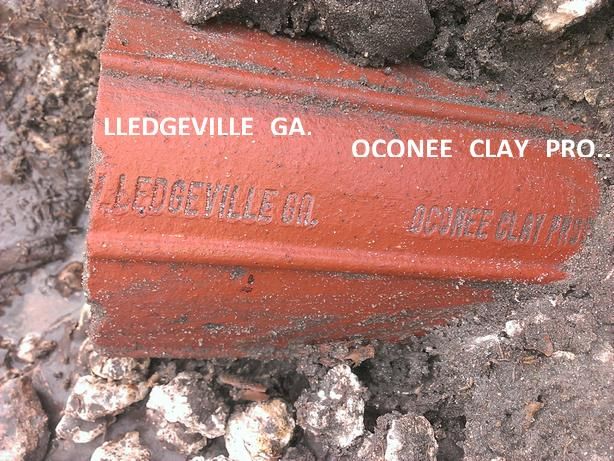 LLEDGEVILLE GA.
OCONEE CLAY PRO..
LLEDGEVILLE GA.
OCONEE CLAY PRO